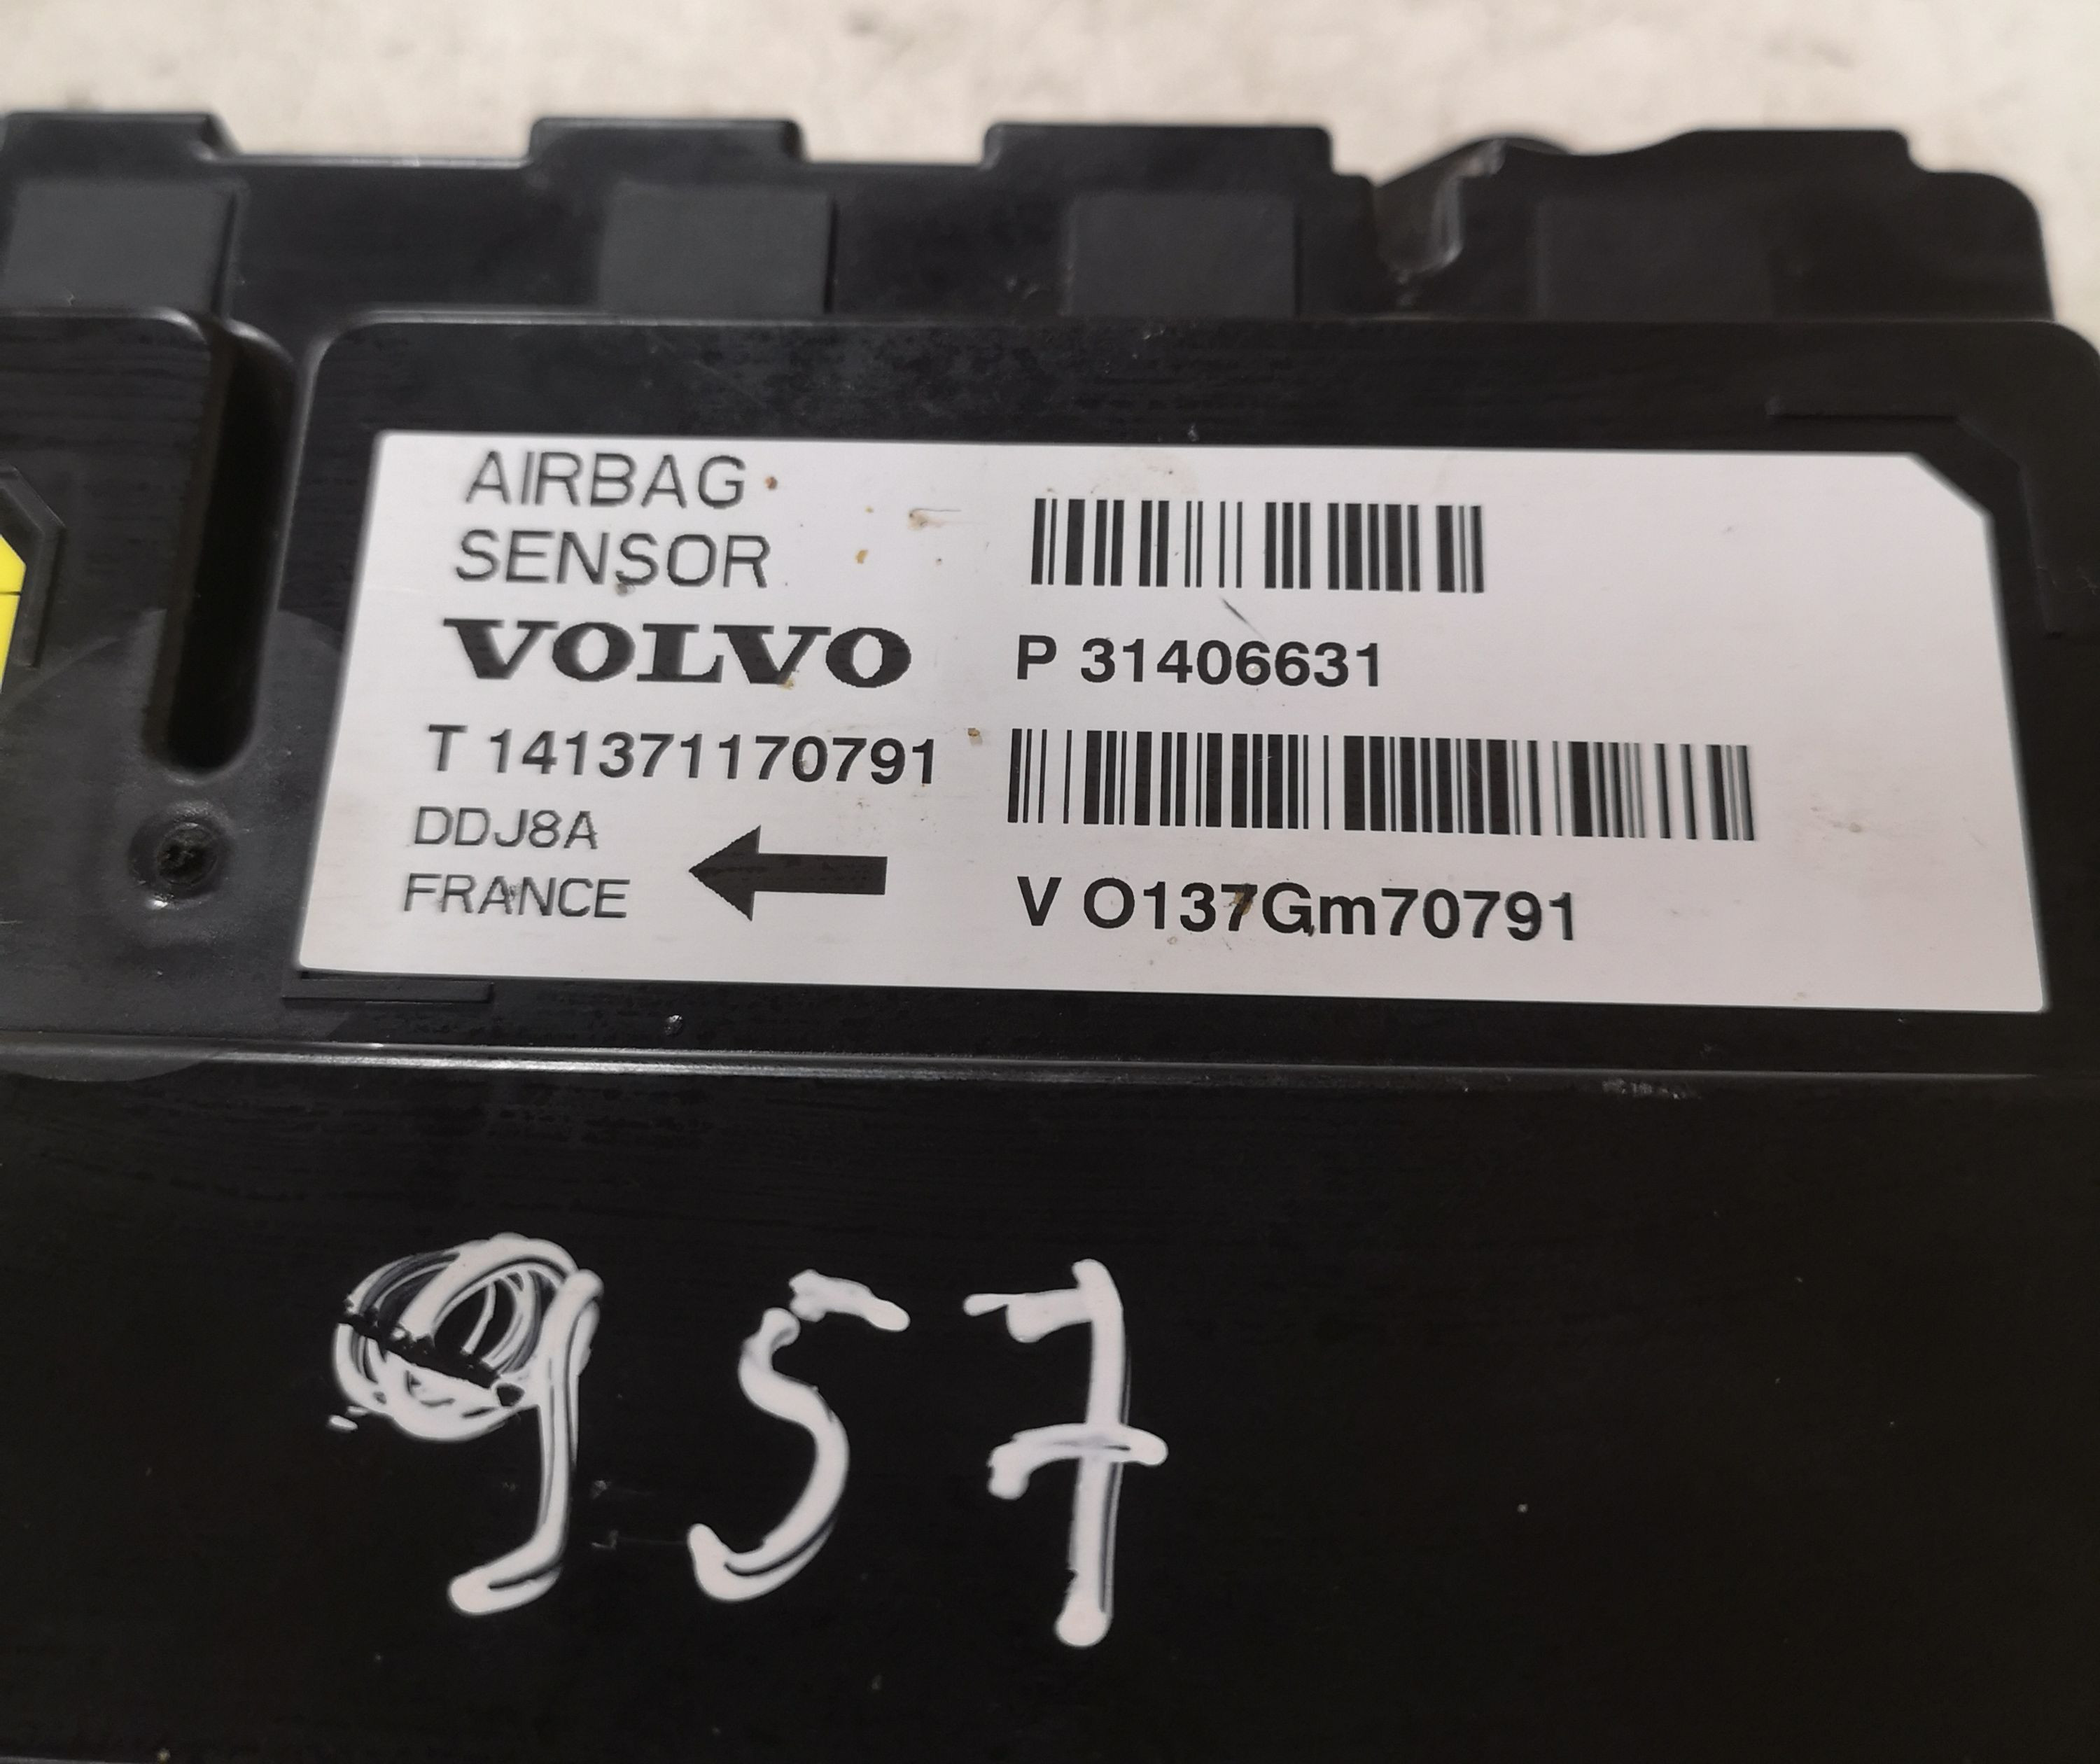 AIRBAG
SENSOR
VOLVO
P 31406631
T 141371170791
DDJ8A
FRANCE
V O137Gm70791
957